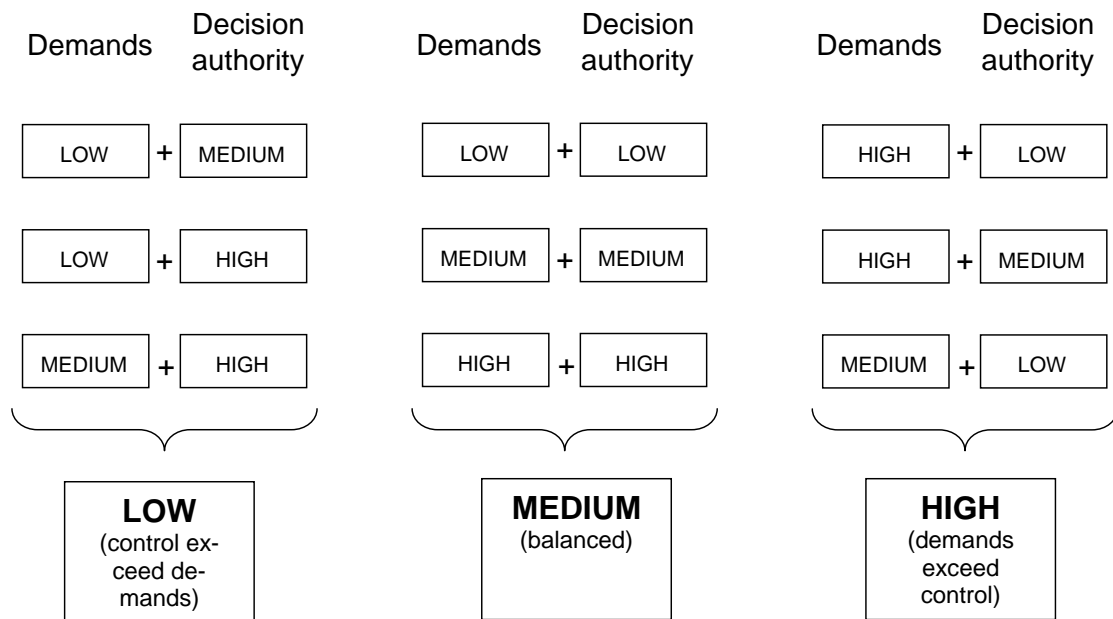 Demands Decision authority Demands Decision authority Demands Decision authority
LOW + MEDIUM LOW + LOW HIGH + LOW
LOW + HIGH MEDIUM + MEDIUM HIGH + MEDIUM
MEDIUM + HIGH HIGH + HIGH MEDIUM + LOW
LOW
(control ex-
ceed de-
mands)
MEDIUM
(balanced)
HIGH
(demands
exceed
control)